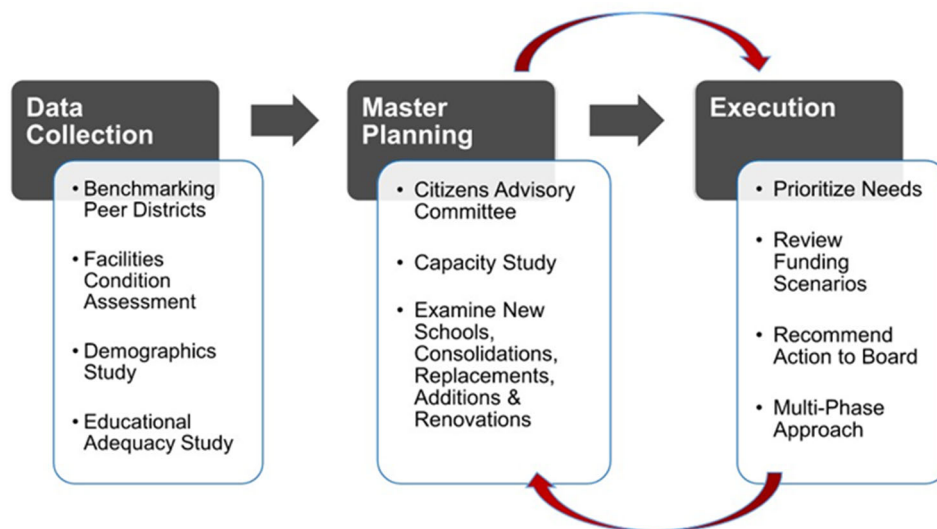 Data
Collection
• Benchmarking
Peer Districts
• Facilities
Condition
Assessment
• Demographics
Study
• Educational
Adequacy Study
Master
Planning
• Citizens Advisory
Committee
• Capacity Study
• Examine New
Schools,
Consolidations,
Replacements,
Additions &
Renovations
Execution
• Prioritize Needs
• Review
Funding
Scenarios
• Recommend
Action to Board
• Multi-Phase
Approach